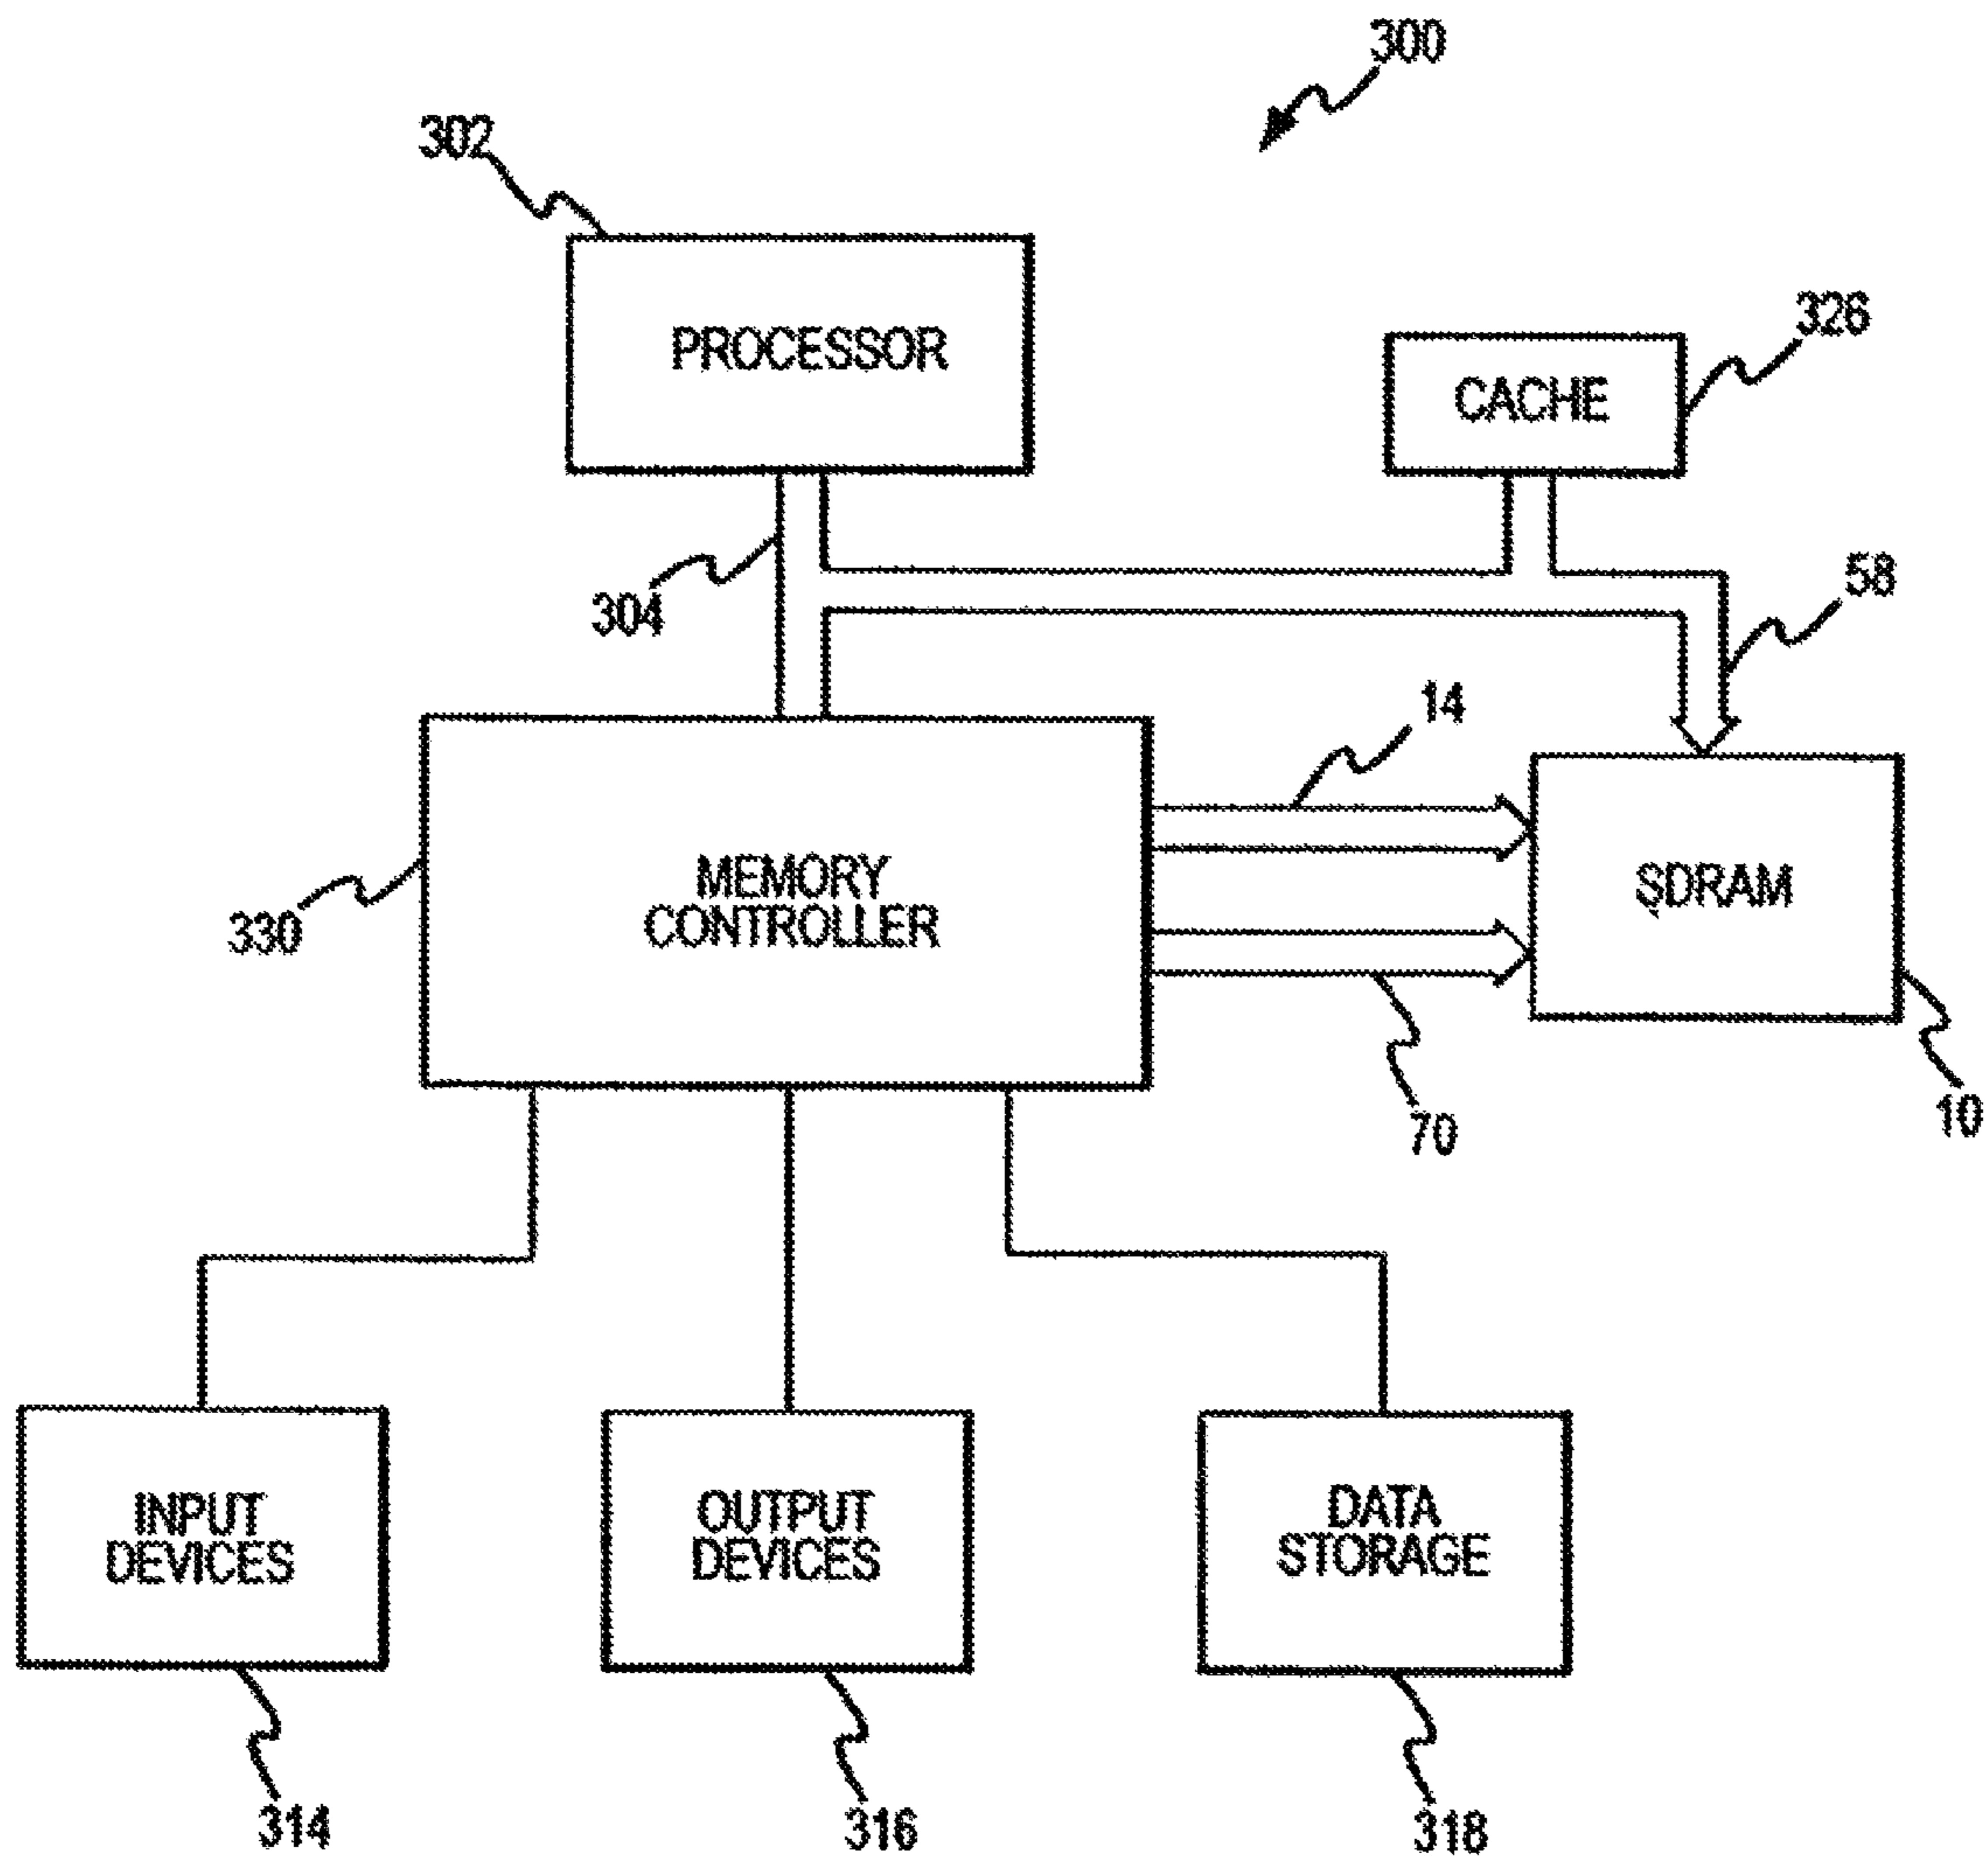 300
302
PROCESSOR
326
CACHE
304
58
14
MEMORY
CONTROLLER
SDRAM
330
70
10
INPUT
DEVICES
OUTPUT
DEVICES
DATA
STORAGE
314
316
318